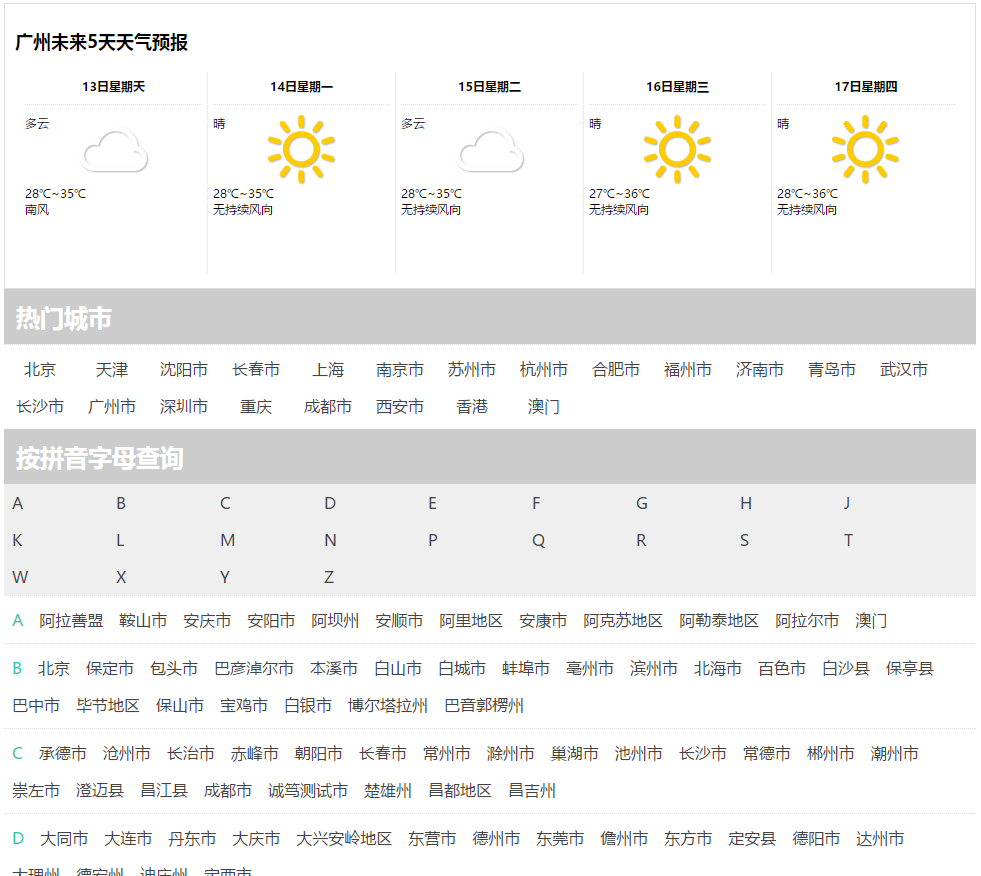 广州未来5天天气预报
13日星期天 14日星期一 15日星期二 16日星期三 17日星期四
多云 晴 多云 晴 晴
28℃~35℃ 28℃~35℃ 28℃~35℃ 27℃~36℃ 28℃~36℃
南风 无持续风向 无持续风向 无持续风向 无持续风向
热门城市
北京 天津 沈阳市 长春市 上海 南京市 苏州市 杭州市 合肥市 福州市 济南市 青岛市 武汉市
长沙市 广州市 深圳市 重庆 成都市 西安市 香港 澳门
按拼音字母查询
A B C D E F G H J
K L M N P Q R S T
W X Y Z
A 阿拉善盟 鞍山市 安庆市 安阳市 阿坝州 安顺市 阿里地区 安康市 阿克苏地区 阿勒泰地区 阿拉尔市 澳门
B 北京 保定市 包头市 巴彦淖尔市 本溪市 白山市 白城市 蚌埠市 亳州市 滨州市 北海市 百色市 白沙县 保亭县
巴中市 毕节地区 保山市 宝鸡市 白银市 博尔塔拉州 巴音郭楞州
C 承德市 沧州市 长治市 赤峰市 朝阳市 长春市 常州市 滁州市 巢湖市 池州市 长沙市 常德市 郴州市 潮州市
崇左市 澄迈县 昌江县 成都市 诚笃测试市 楚雄州 昌都地区 昌吉州
D 大同市 大连市 丹东市 大庆市 大兴安岭地区 东营市 德州市 东莞市 儋州市 东方市 定安县 德阳市 达州市
大理州 德宏州 迪庆州 定西市